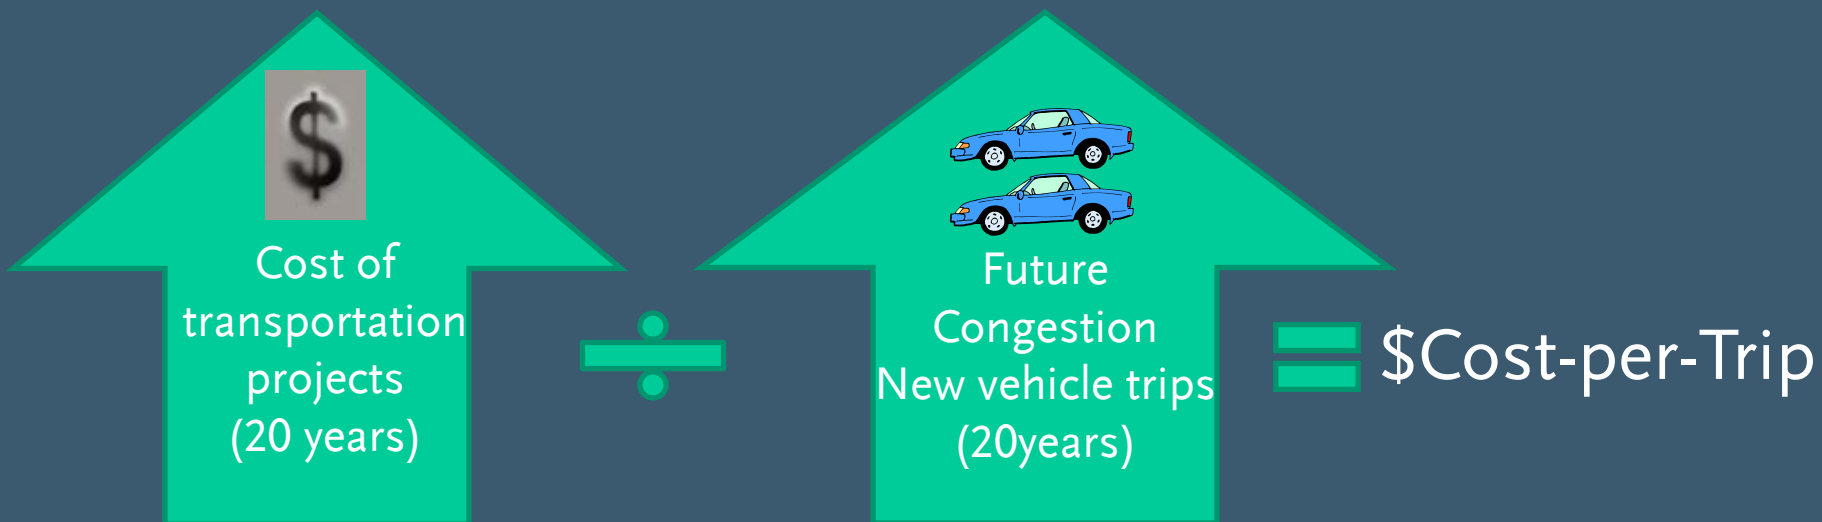 $
Cost of
transportation
projects
(20 years)
÷
Future
Congestion
New vehicle trips
(20years)
= $Cost-per-Trip